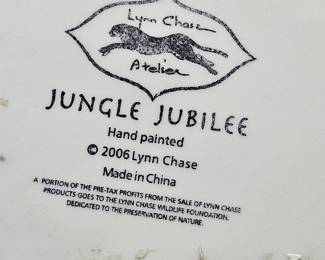 Lynn Chase
Atelier
JUNGLE JUBILEE
Hand painted
© 2006 Lynn Chase
Made in China
A PORTION OF THE PRE-TAX PROFITS FROM THE SALE OF LYNN CHASE
PRODUCTS GOES TO THE LYNN CHASE WILDLIFE FOUNDATION.
DEDICATED TO THE PRESERVATION OF NATURE.